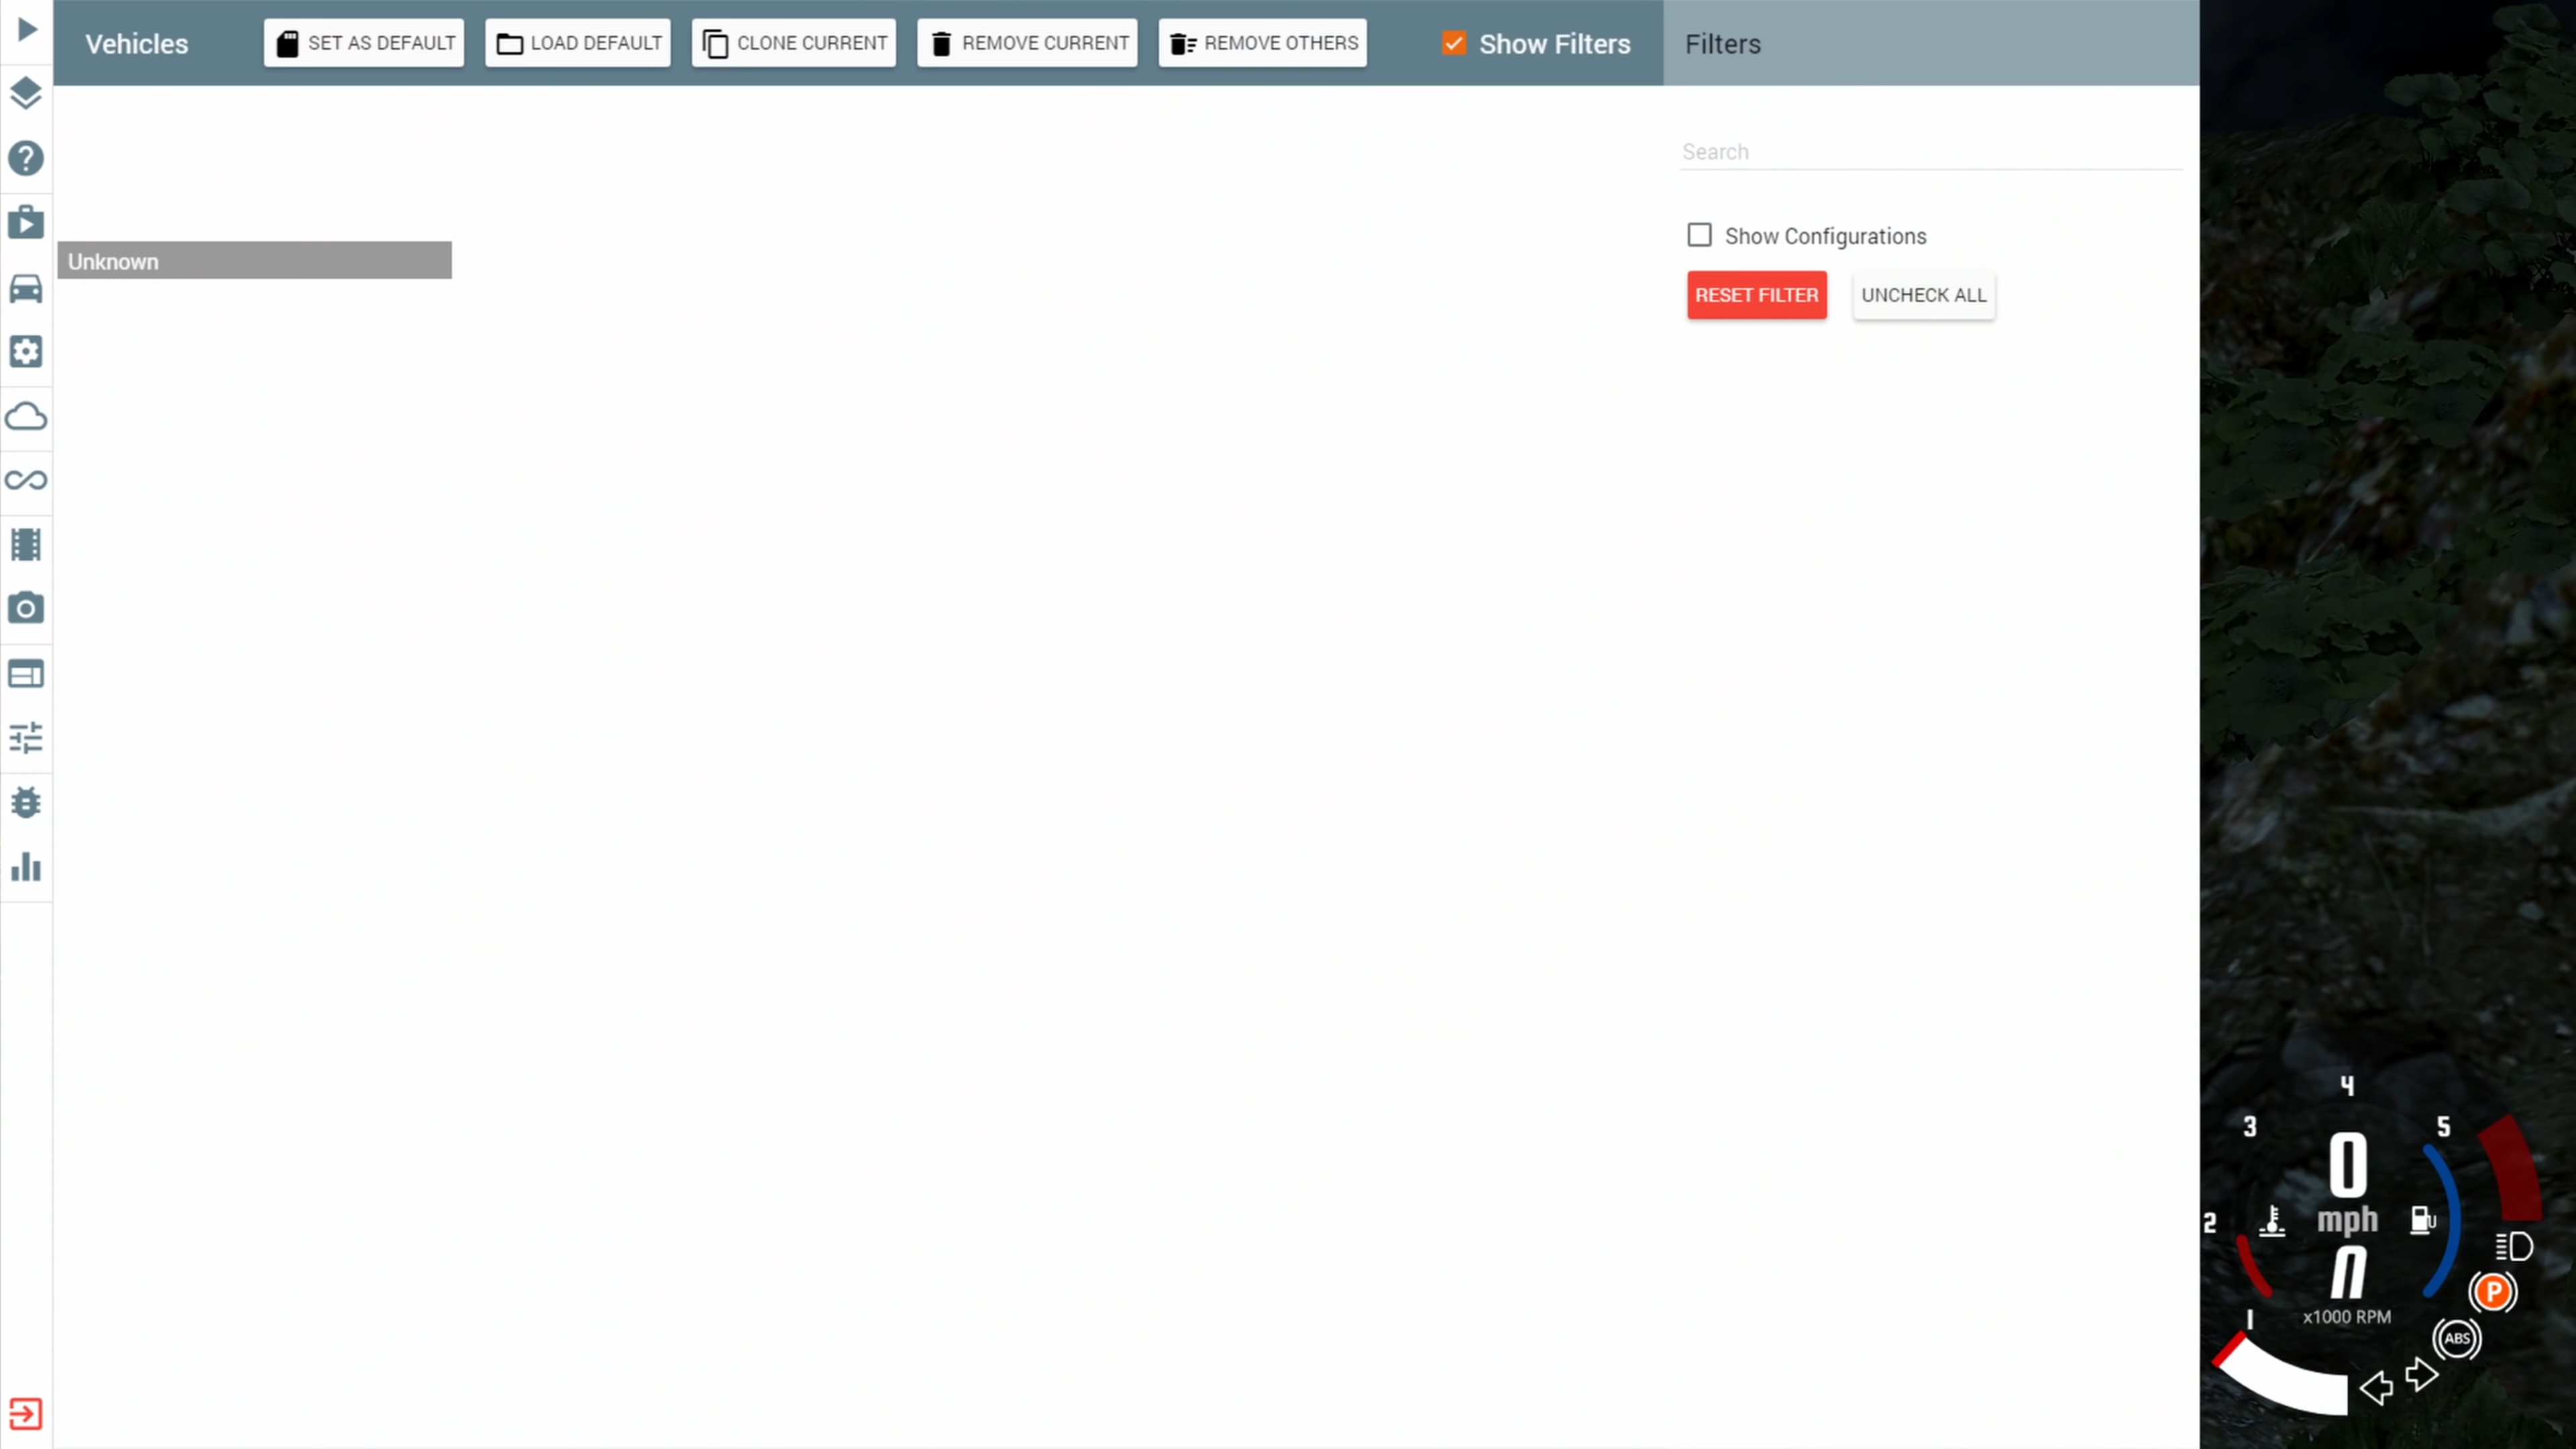 Vehicles
SET AS DEFAULT
LOAD DEFAULT
CLONE CURRENT
REMOVE CURRENT
REMOVE OTHERS
Show Filters
Filters
Search
Show Configurations
Unknown
RESET FILTER
UNCHECK ALL
4
3
5
0
2
mph
n
P
x1000 RPM
1
ABS